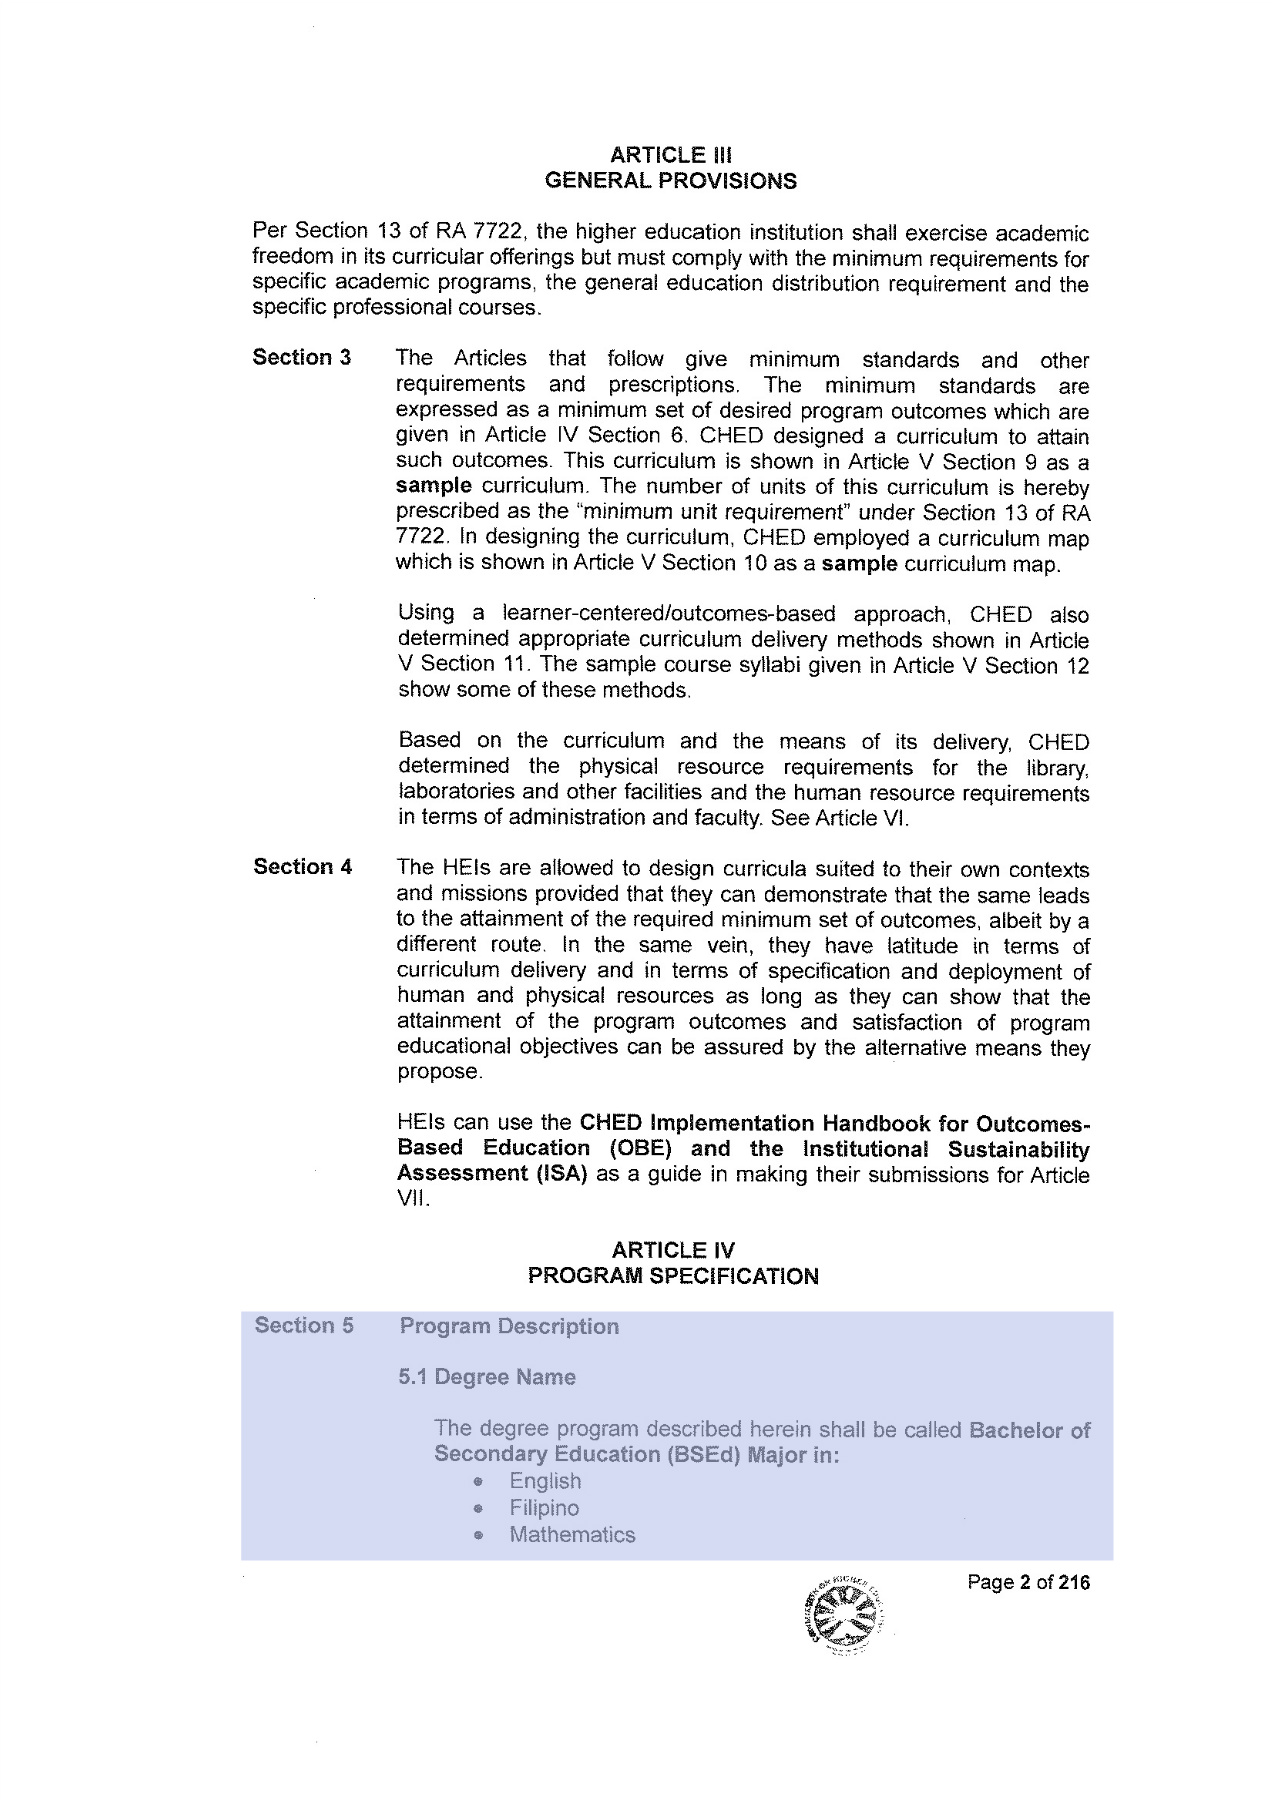 ARTICLE III
GENERAL PROVISIONS
Per Section 13 of RA 7722, the higher education institution shall exercise academic
freedom in its curricular offerings but must comply with the minimum requirements for
specific academic programs, the general education distribution requirement and the
specific professional courses.
Section 3 The Articles that follow give minimum standards and other
requirements and prescriptions. The minimum standards are
expressed as a minimum set of desired program outcomes which are
given in Article IV Section 6. CHED designed a curriculum to attain
such outcomes. This curriculum is shown in Article V Section 9 as a
sample curriculum. The number of units of this curriculum is hereby
prescribed as the "minimum unit requirement" under Section 13 of RA
7722. In designing the curriculum, CHED employed a curriculum map
which is shown in Article V Section 10 as a sample curriculum map.
Using a learner-centered/outcomes-based approach, CHED also
determined appropriate curriculum delivery methods shown in Article
V Section 11. The sample course syllabi given in Article V Section 12
show some of these methods.
Based on the curriculum and the means of its delivery, CHED
determined the physical resource requirements for the library,
laboratories and other facilities and the human resource requirements
in terms of administration and faculty. See Article VI.
Section 4 The HEIs are allowed to design curricula suited to their own contexts
and missions provided that they can demonstrate that the same leads
to the attainment of the required minimum set of outcomes, albeit by a
different route. In the same vein, they have latitude in terms of
curriculum delivery and in terms of specification and deployment of
human and physical resources as long as they can show that the
attainment of the program outcomes and satisfaction of program
educational objectives can be assured by the alternative means they
propose.
HEIs can use the CHED Implementation Handbook for Outcomes-
Based Education (OBE) and the Institutional Sustainability
Assessment (ISA) as a guide in making their submissions for Article
VII.
ARTICLE IV
PROGRAM SPECIFICATION
Section 5 Program Description
5.1 Degree Name
The degree program described herein shall be called Bachelor of
Secondary Education (BSEd) Major in:
• English
• Filipino
• Mathematics
Page 2 of 216